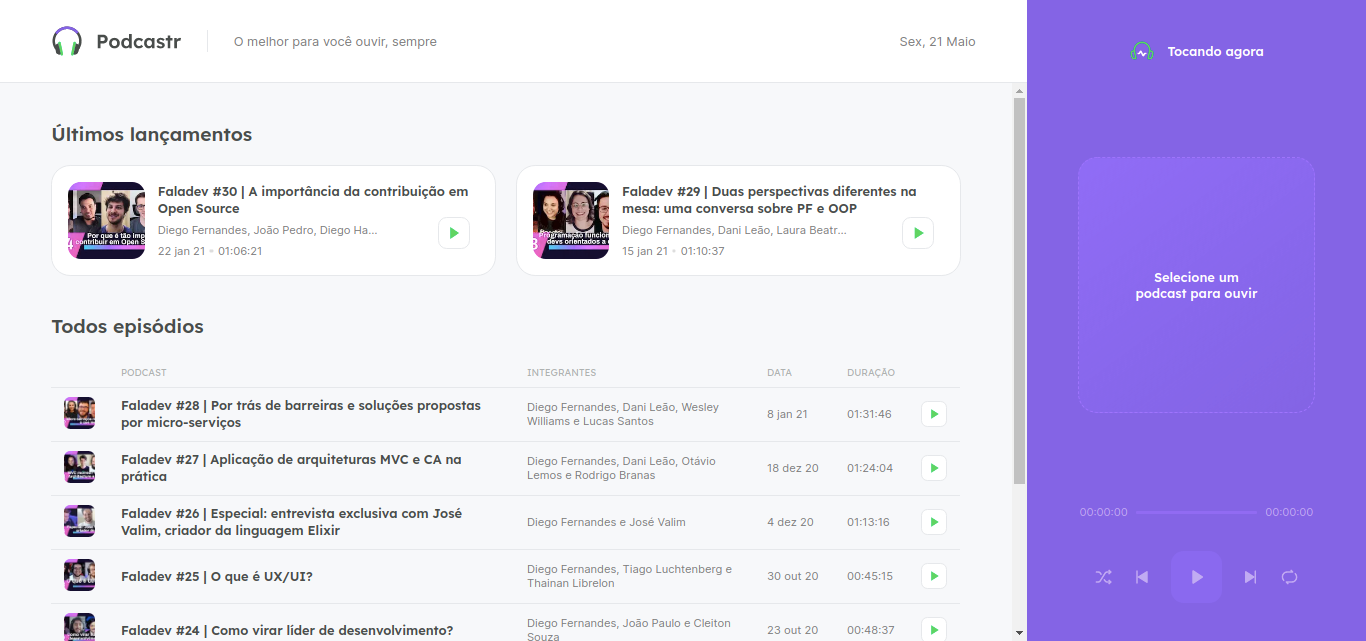 Podcastr
O melhor para você ouvir, sempre
Sex, 21 Maio
Tocando agora
Últimos lançamentos
Faladev #30 | A importância da contribuição em
Open Source
Diego Fernandes, João Pedro, Diego Ha...
22 jan 21 • 01:06:21
Faladev #29 | Duas perspectivas diferentes na
mesa: uma conversa sobre PF e OOP
Diego Fernandes, Dani Leão, Laura Beatr...
15 jan 21 • 01:10:37
Selecione um
podcast para ouvir
Todos episódios
PODCAST INTEGRANTES DATA DURAÇÃO
Faladev #28 | Por trás de barreiras e soluções propostas
por micro-serviços
Diego Fernandes, Dani Leão, Wesley
Williams e Lucas Santos
8 jan 21
01:31:46
Faladev #27 | Aplicação de arquiteturas MVC e CA na
prática
Diego Fernandes, Dani Leão, Otávio
Lemos e Rodrigo Branas
18 dez 20
01:24:04
Faladev #26 | Especial: entrevista exclusiva com José
Valim, criador da linguagem Elixir
Diego Fernandes e José Valim
4 dez 20
01:13:16
Faladev #25 | O que é UX/UI?
Diego Fernandes, Tiago Luchtenberg e
Thainan Librelon
30 out 20
00:45:15
Faladev #24 | Como virar líder de desenvolvimento?
Diego Fernandes, João Paulo e Cleiton
Souza
23 out 20
00:48:37
00:00:00
00:00:00